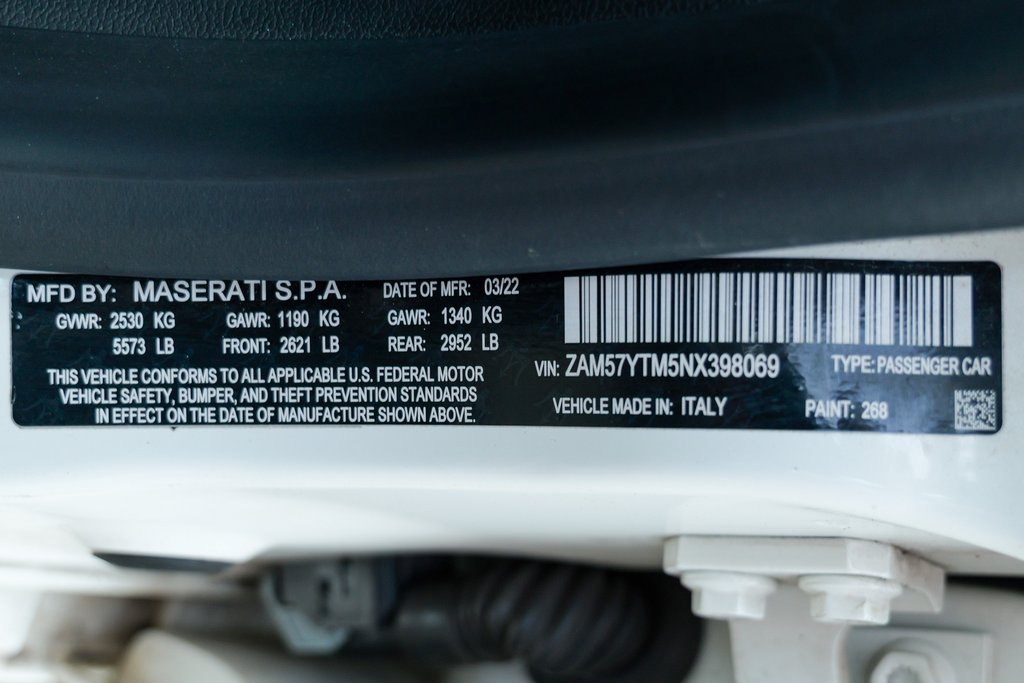 MFD BY: MASERATI S.P.A. DATE OF MFR: 03/22
GVWR: 2530 KG GAWR: 1190 KG GAWR: 1340 KG
5573 LB FRONT: 2621 LB REAR: 2952 LB
THIS VEHICLE CONFORMS TO ALL APPLICABLE U.S. FEDERAL MOTOR
VEHICLE SAFETY, BUMPER, AND THEFT PREVENTION STANDARDS
IN EFFECT ON THE DATE OF MANUFACTURE SHOWN ABOVE.
VIN: ZAM57YTM5NX398069 TYPE: PASSENGER CAR
VEHICLE MADE IN: ITALY PAINT: 268